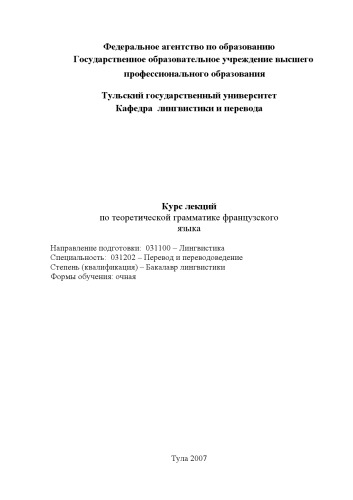 Федеральное агентство по образованию
Государственное образовательное учреждение высшего
профессионального образования
Тульский государственный университет
Кафедра лингвистики и перевода
Курс лекций
по теоретической грамматике французского
языка
Направление подготовки: 031100 – Лингвистика
Специальность: 031202 – Перевод и переводоведение
Степень (квалификация) – Бакалавр лингвистики
Формы обучения: очная
Тула 2007